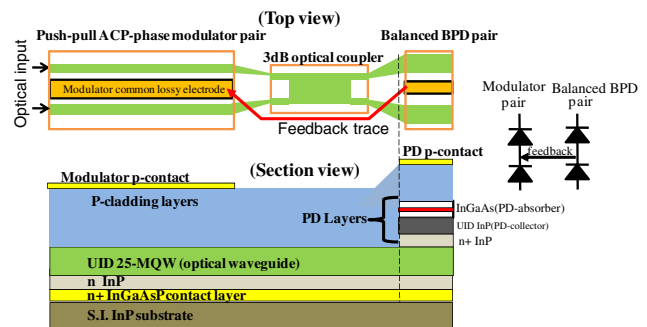 (Top view)
Push-pull ACP-phase modulator pair
Balanced BPD pair
3dB optical coupler
Optical input
Modulator common lossy electrode
Feedback trace
Modulator pair
Balanced BPD pair
feedback
(Section view)
PD p-contact
Modulator p-contact
P-cladding layers
PD Layers
InGaAs(PD-absorber)
UID InP(PD-collector)
n+ InP
UID 25-MQW (optical waveguide)
n InP
n+ InGaAsP contact layer
S.I. InP substrate